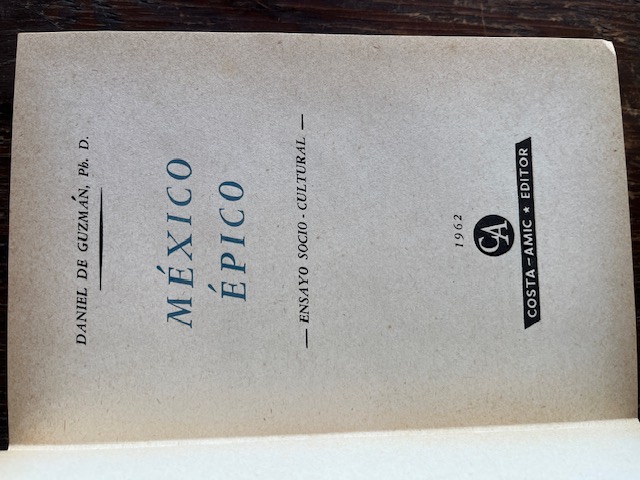 DANIEL DE GUZMÁN, Ph. D.
MÉXICO
ÉPICO
— ENSAYO SOCIO - CULTURAL —
1962
CA
COSTA-AMIC ★ EDITOR